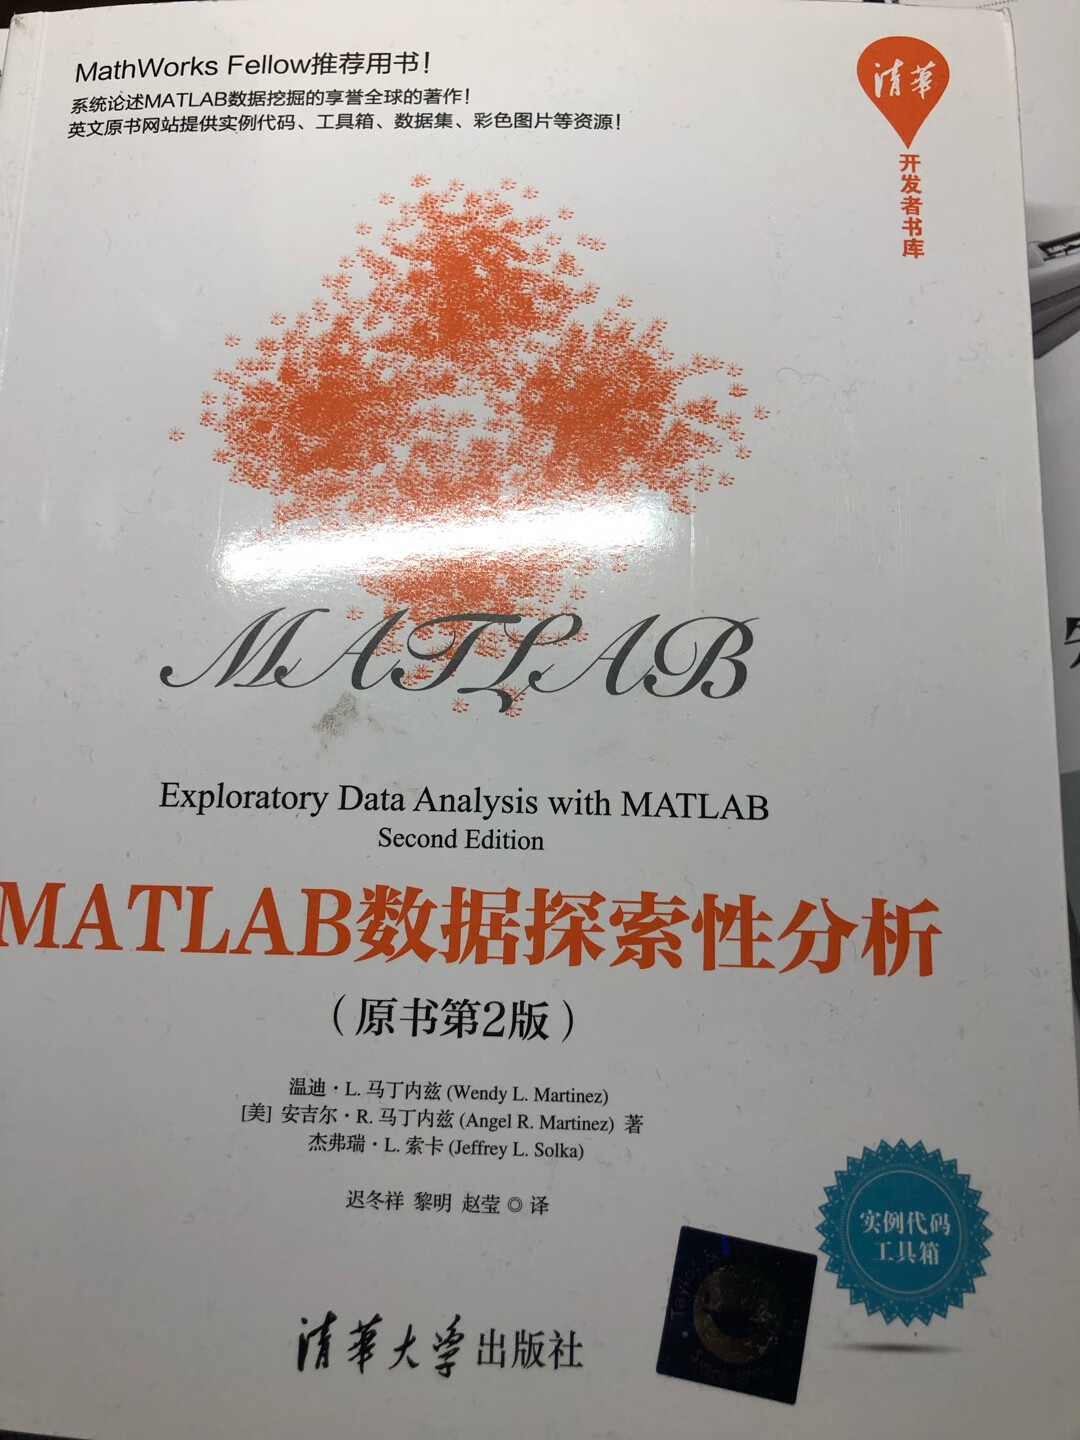 MathWorks Fellow推荐用书！
系统论述MATLAB数据挖掘的享誉全球的著作！
英文原书网站提供实例代码、工具箱、数据集、彩色图片等资源！
清华
开发者书库
MATLAB
Exploratory Data Analysis with MATLAB
Second Edition
MATLAB数据探索性分析
（原书第2版）
温迪·L. 马丁内兹 (Wendy L. Martinez)
[美] 安吉尔·R. 马丁内兹 (Angel R. Martinez) 著
杰弗瑞·L. 索卡 (Jeffrey L. Solka)
迟冬祥 黎明 赵莹 ◎ 译
实例代码
工具箱
清华大学出版社